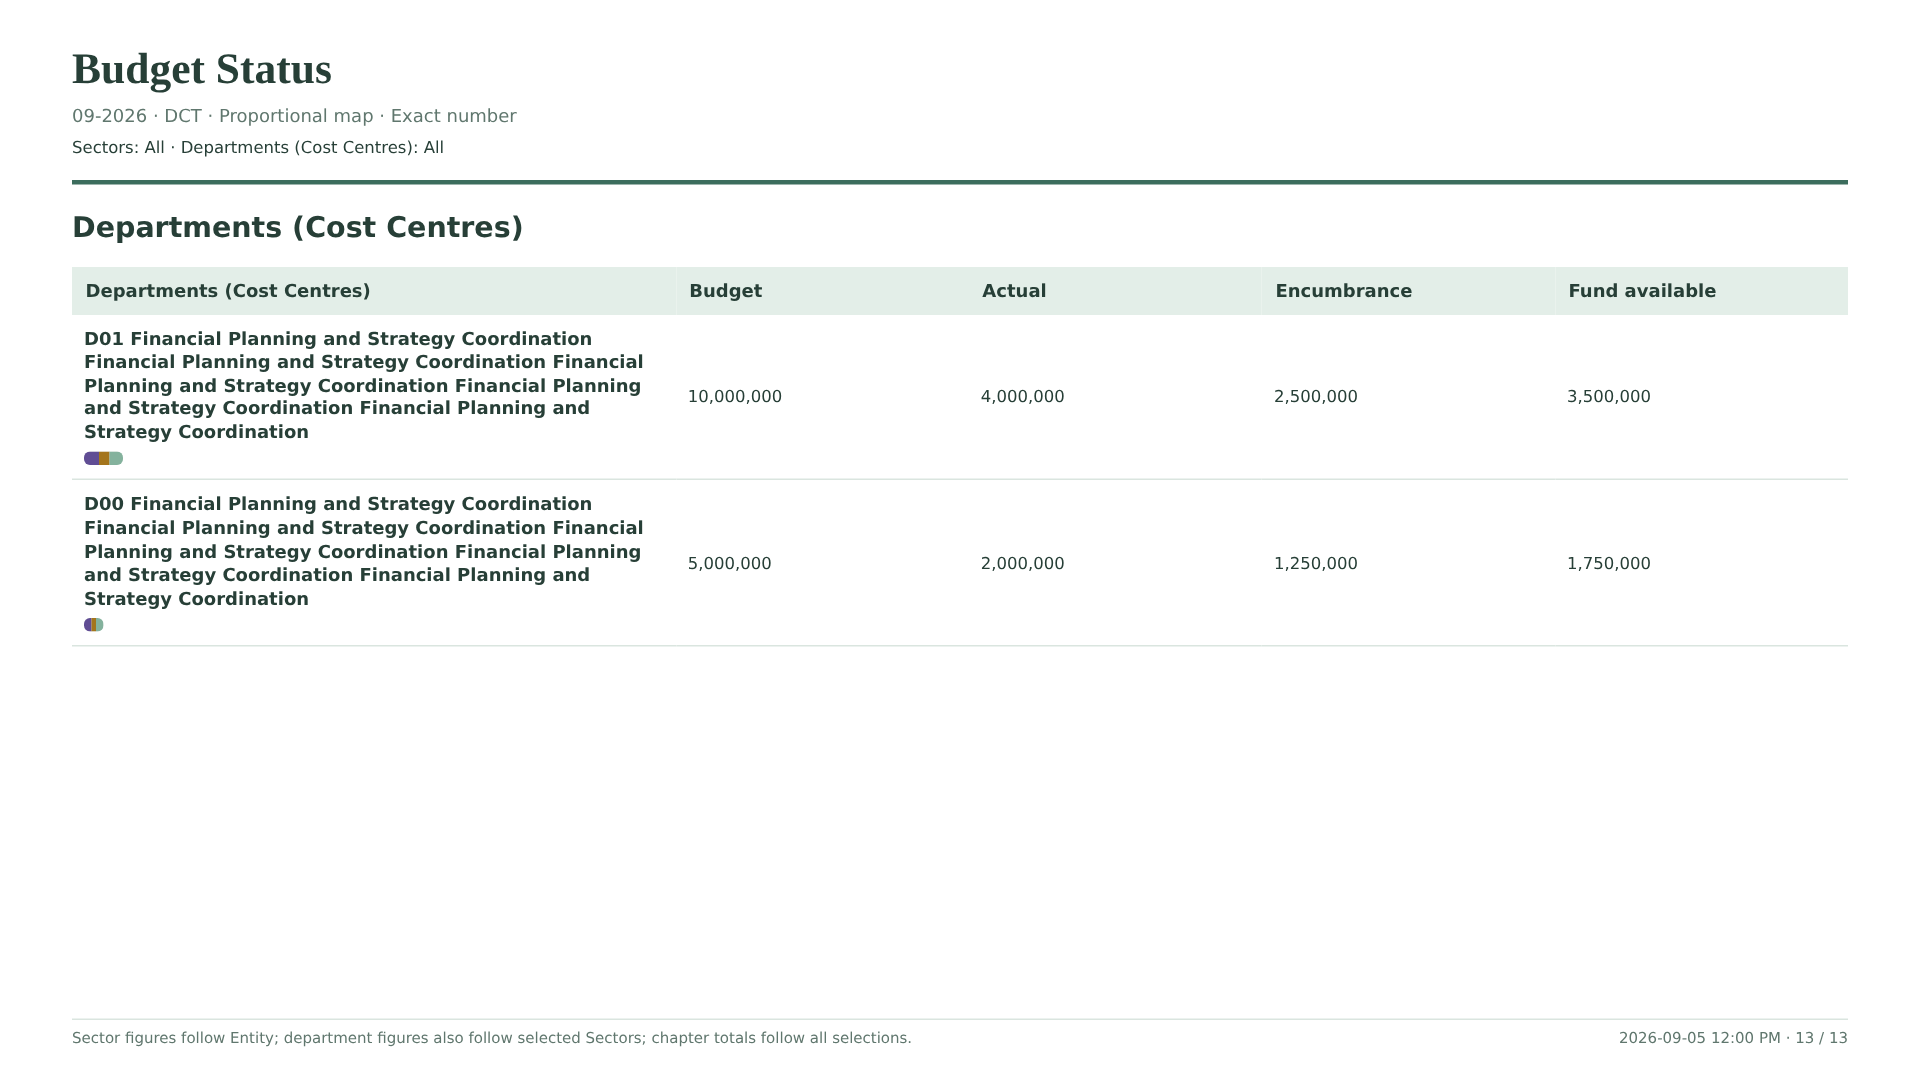 Budget Status
09-2026 · DCT · Proportional map · Exact number
Sectors: All · Departments (Cost Centres): All
Departments (Cost Centres)
Departments (Cost Centres) Budget Actual Encumbrance Fund available
D01 Financial Planning and Strategy Coordination
Financial Planning and Strategy Coordination Financial
Planning and Strategy Coordination Financial Planning
and Strategy Coordination Financial Planning and
Strategy Coordination
10,000,000 4,000,000 2,500,000 3,500,000
D00 Financial Planning and Strategy Coordination
Financial Planning and Strategy Coordination Financial
Planning and Strategy Coordination Financial Planning
and Strategy Coordination Financial Planning and
Strategy Coordination
5,000,000 2,000,000 1,250,000 1,750,000
Sector figures follow Entity; department figures also follow selected Sectors; chapter totals follow all selections.
2026-09-05 12:00 PM · 13 / 13